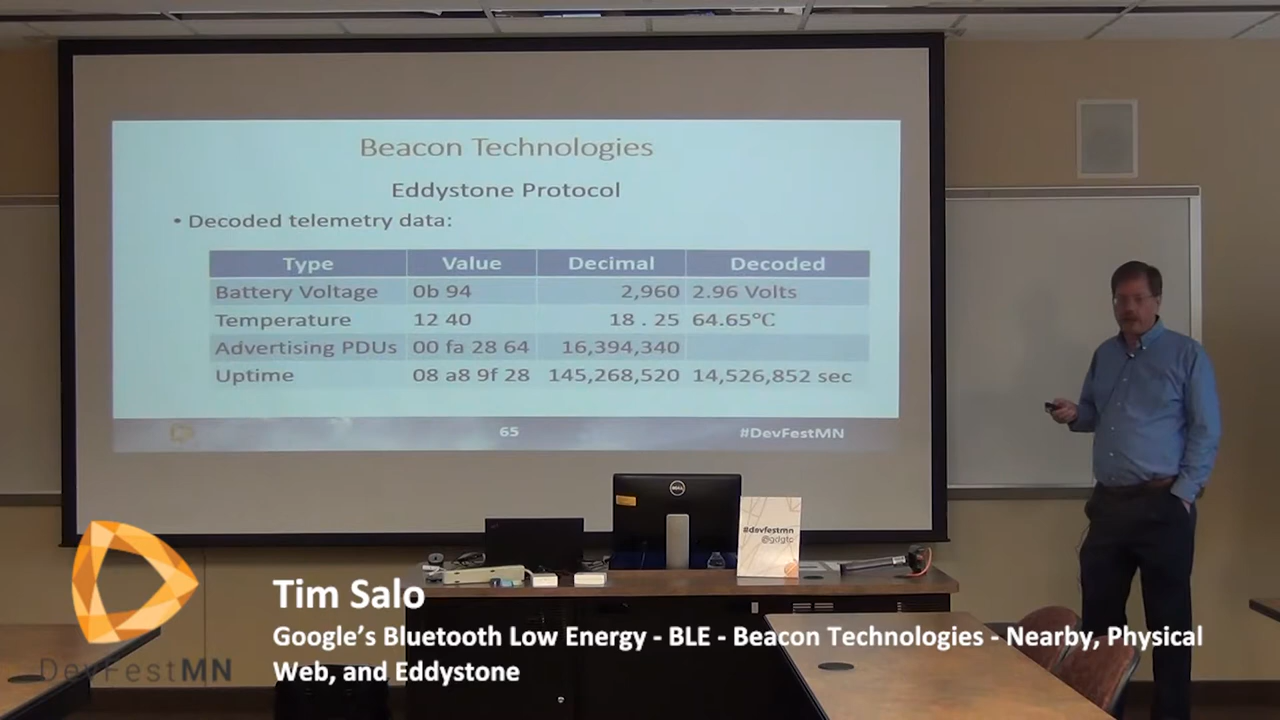 Beacon Technologies
Eddystone Protocol
• Decoded telemetry data:
Type Value Decimal Decoded
Battery Voltage 0b 94 2,960 2.96 Volts
Temperature 12 40 18 . 25 64.65℃
Advertising PDUs 00 fa 28 64 16,394,340
Uptime 08 a8 9f 28 145,268,520 14,526,852 sec
65 #DevFestMN
DELL
#devfestmn
@gdgtc
Tim Salo
Google's Bluetooth Low Energy - BLE - Beacon Technologies - Nearby, Physical
Web, and Eddystone
DevFestMN